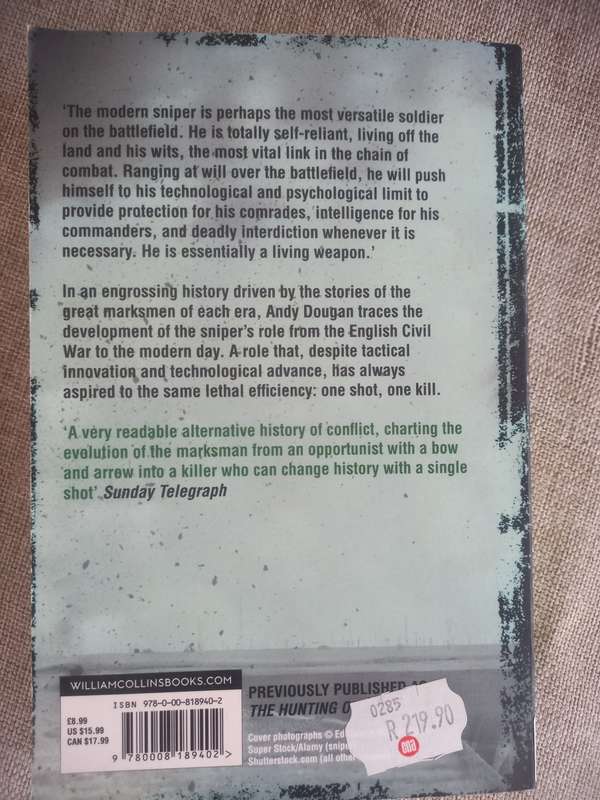 'The modern sniper is perhaps the most versatile soldier
on the battlefield. He is totally self-reliant, living off the
land and his wits, the most vital link in the chain of
combat. Ranging at will over the battlefield, he will push
himself to his technological and psychological limit to
provide protection for his comrades, intelligence for his
commanders, and deadly interdiction whenever it is
necessary. He is essentially a living weapon.'
In an engrossing history driven by the stories of the
great marksmen of each era, Andy Dougan traces the
development of the sniper's role from the English Civil
War to the modern day. A role that, despite tactical
innovation and technological advance, has always
aspired to the same lethal efficiency: one shot, one kill.
'A very readable alternative history of conflict, charting the
evolution of the marksman from an opportunist with a bow
and arrow into a killer who can change history with a single
shot' Sunday Telegraph
WILLIAMCOLLINSBOOKS.COM
ISBN 978-0-00-818940-2
£8.99
US $15.99
CAN $17.99
9 780008 189402 >
PREVIOUSLY PUBLISHED
THE HUNTING
0285
R 219.90
cna
Cover photographs ©
Super Stock/Alamy
Shutterstock.com (all other